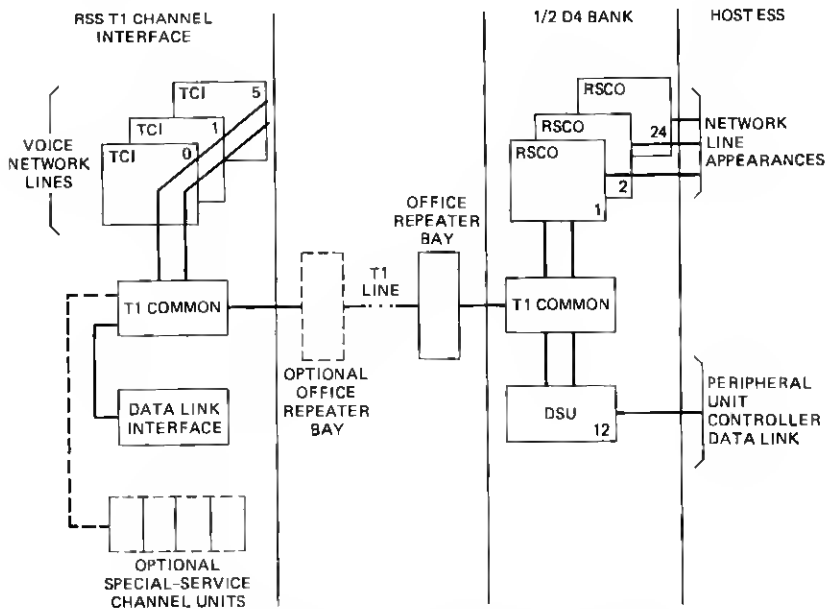 RSS T1 CHANNEL
INTERFACE
1/2 D4 BANK
HOST ESS
TCI 5
TCI 1
TCI 0
VOICE
NETWORK
LINES
RSCO
24
RSCO
2
RSCO
1
NETWORK
LINE
APPEARANCES
OFFICE
REPEATER
BAY
T1
LINE
T1 COMMON
T1 COMMON
OPTIONAL
OFFICE
REPEATER
BAY
DATA LINK
INTERFACE
DSU
12
PERIPHERAL
UNIT
CONTROLLER
DATA LINK
OPTIONAL
SPECIAL-SERVICE
CHANNEL UNITS